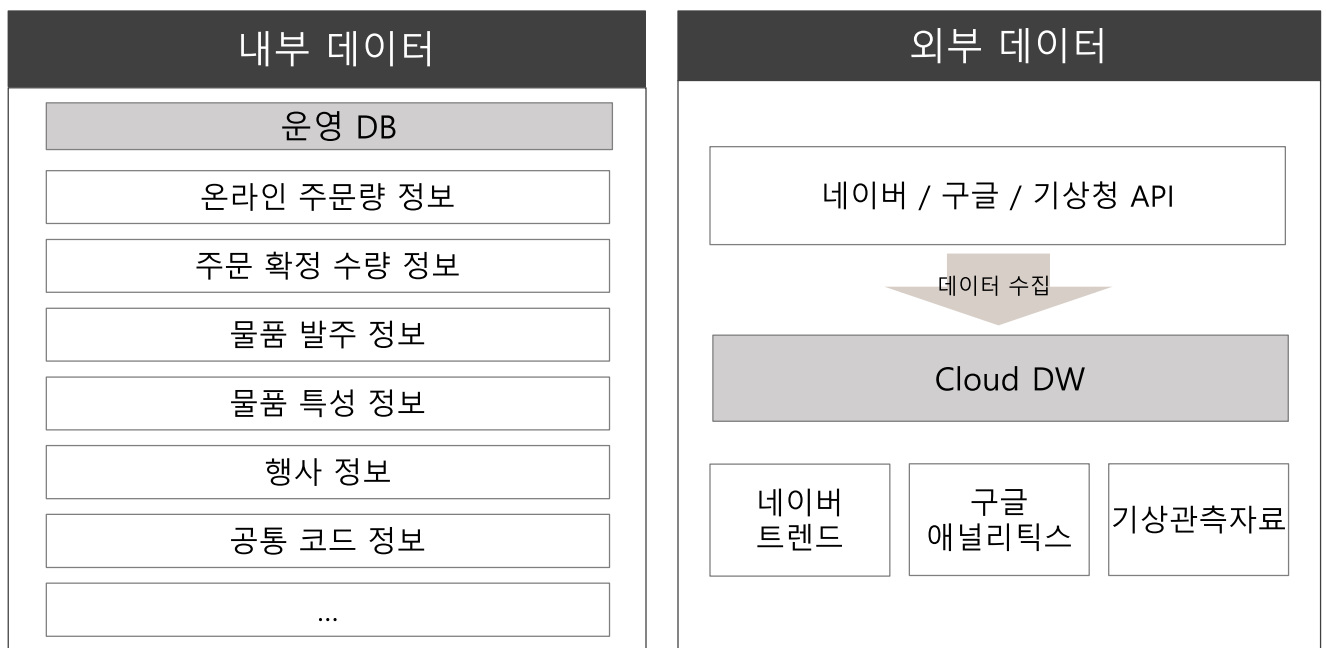 내부 데이터
운영 DB
온라인 주문량 정보
주문 확정 수량 정보
물품 발주 정보
물품 특성 정보
행사 정보
공통 코드 정보
...
외부 데이터
네이버 / 구글 / 기상청 API
데이터 수집
Cloud DW
네이버
트렌드
구글
애널리틱스
기상관측자료